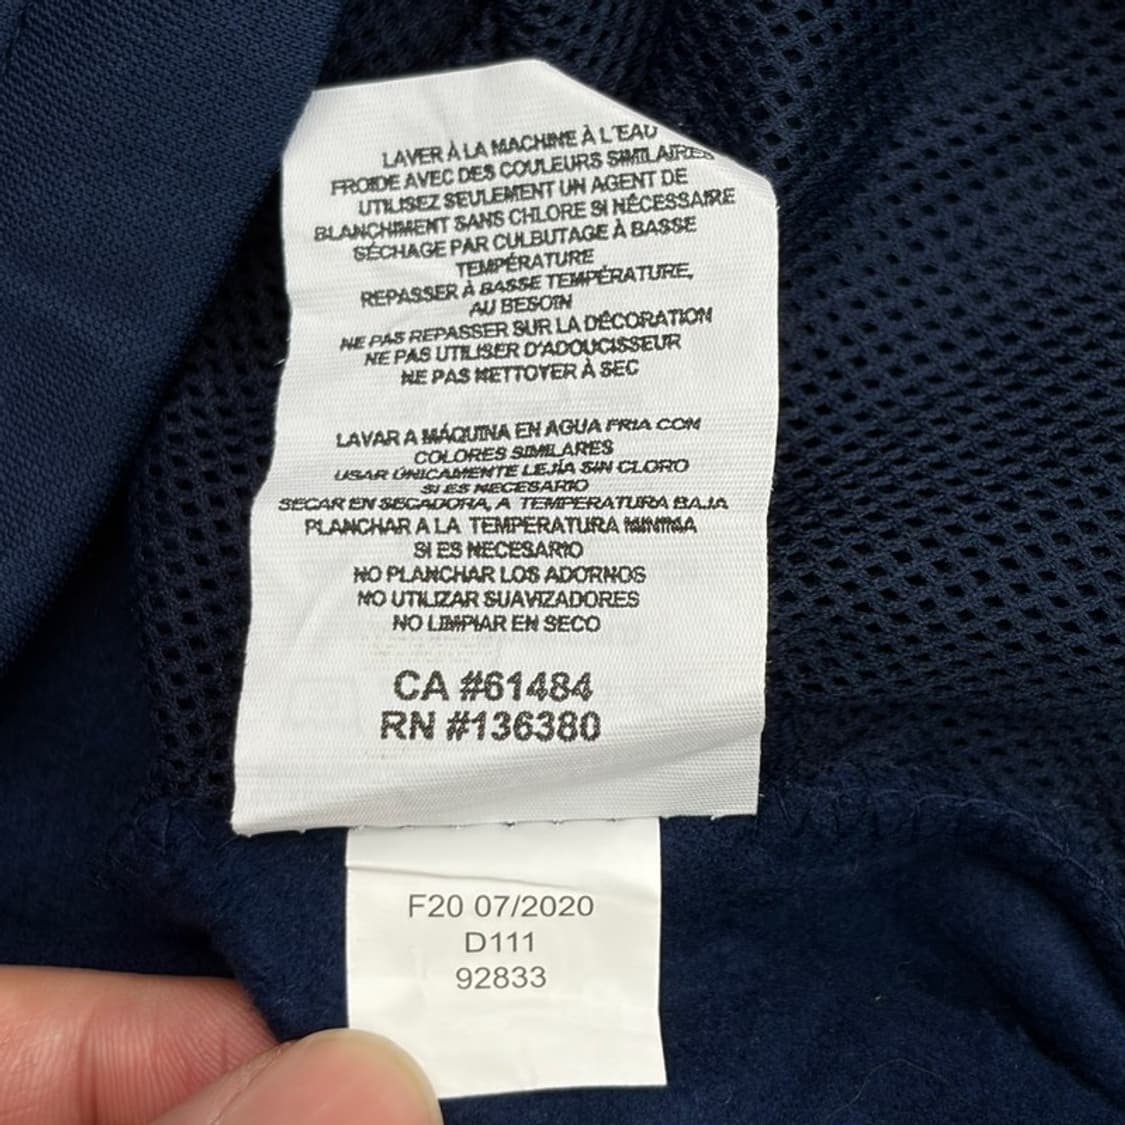 LAVER À LA MACHINE À L'EAU
FROIDE AVEC DES COULEURS SIMILAIRES
UTILISEZ SEULEMENT UN AGENT DE
BLANCHIMENT SANS CHLORE SI NÉCESSAIRE
SÉCHAGE PAR CULBUTAGE À BASSE
TEMPÉRATURE
REPASSER À BASSE TEMPÉRATURE,
AU BESOIN
NE PAS REPASSER SUR LA DÉCORATION
NE PAS UTILISER D'ADOUCISSEUR
NE PAS NETTOYER À SEC
LAVAR A MÁQUINA EN AGUA FRIA CON
COLORES SIMILARES
USAR ÚNICAMENTE LEJÍA SIN CLORO
SI ES NECESARIO
SECAR EN SECADORA, A TEMPERATURA BAJA
PLANCHAR A LA TEMPERATURA MINIMA
SI ES NECESARIO
NO PLANCHAR LOS ADORNOS
NO UTILIZAR SUAVIZADORES
NO LIMPIAR EN SECO
CA #61484
RN #136380
F20 07/2020
D111
92833